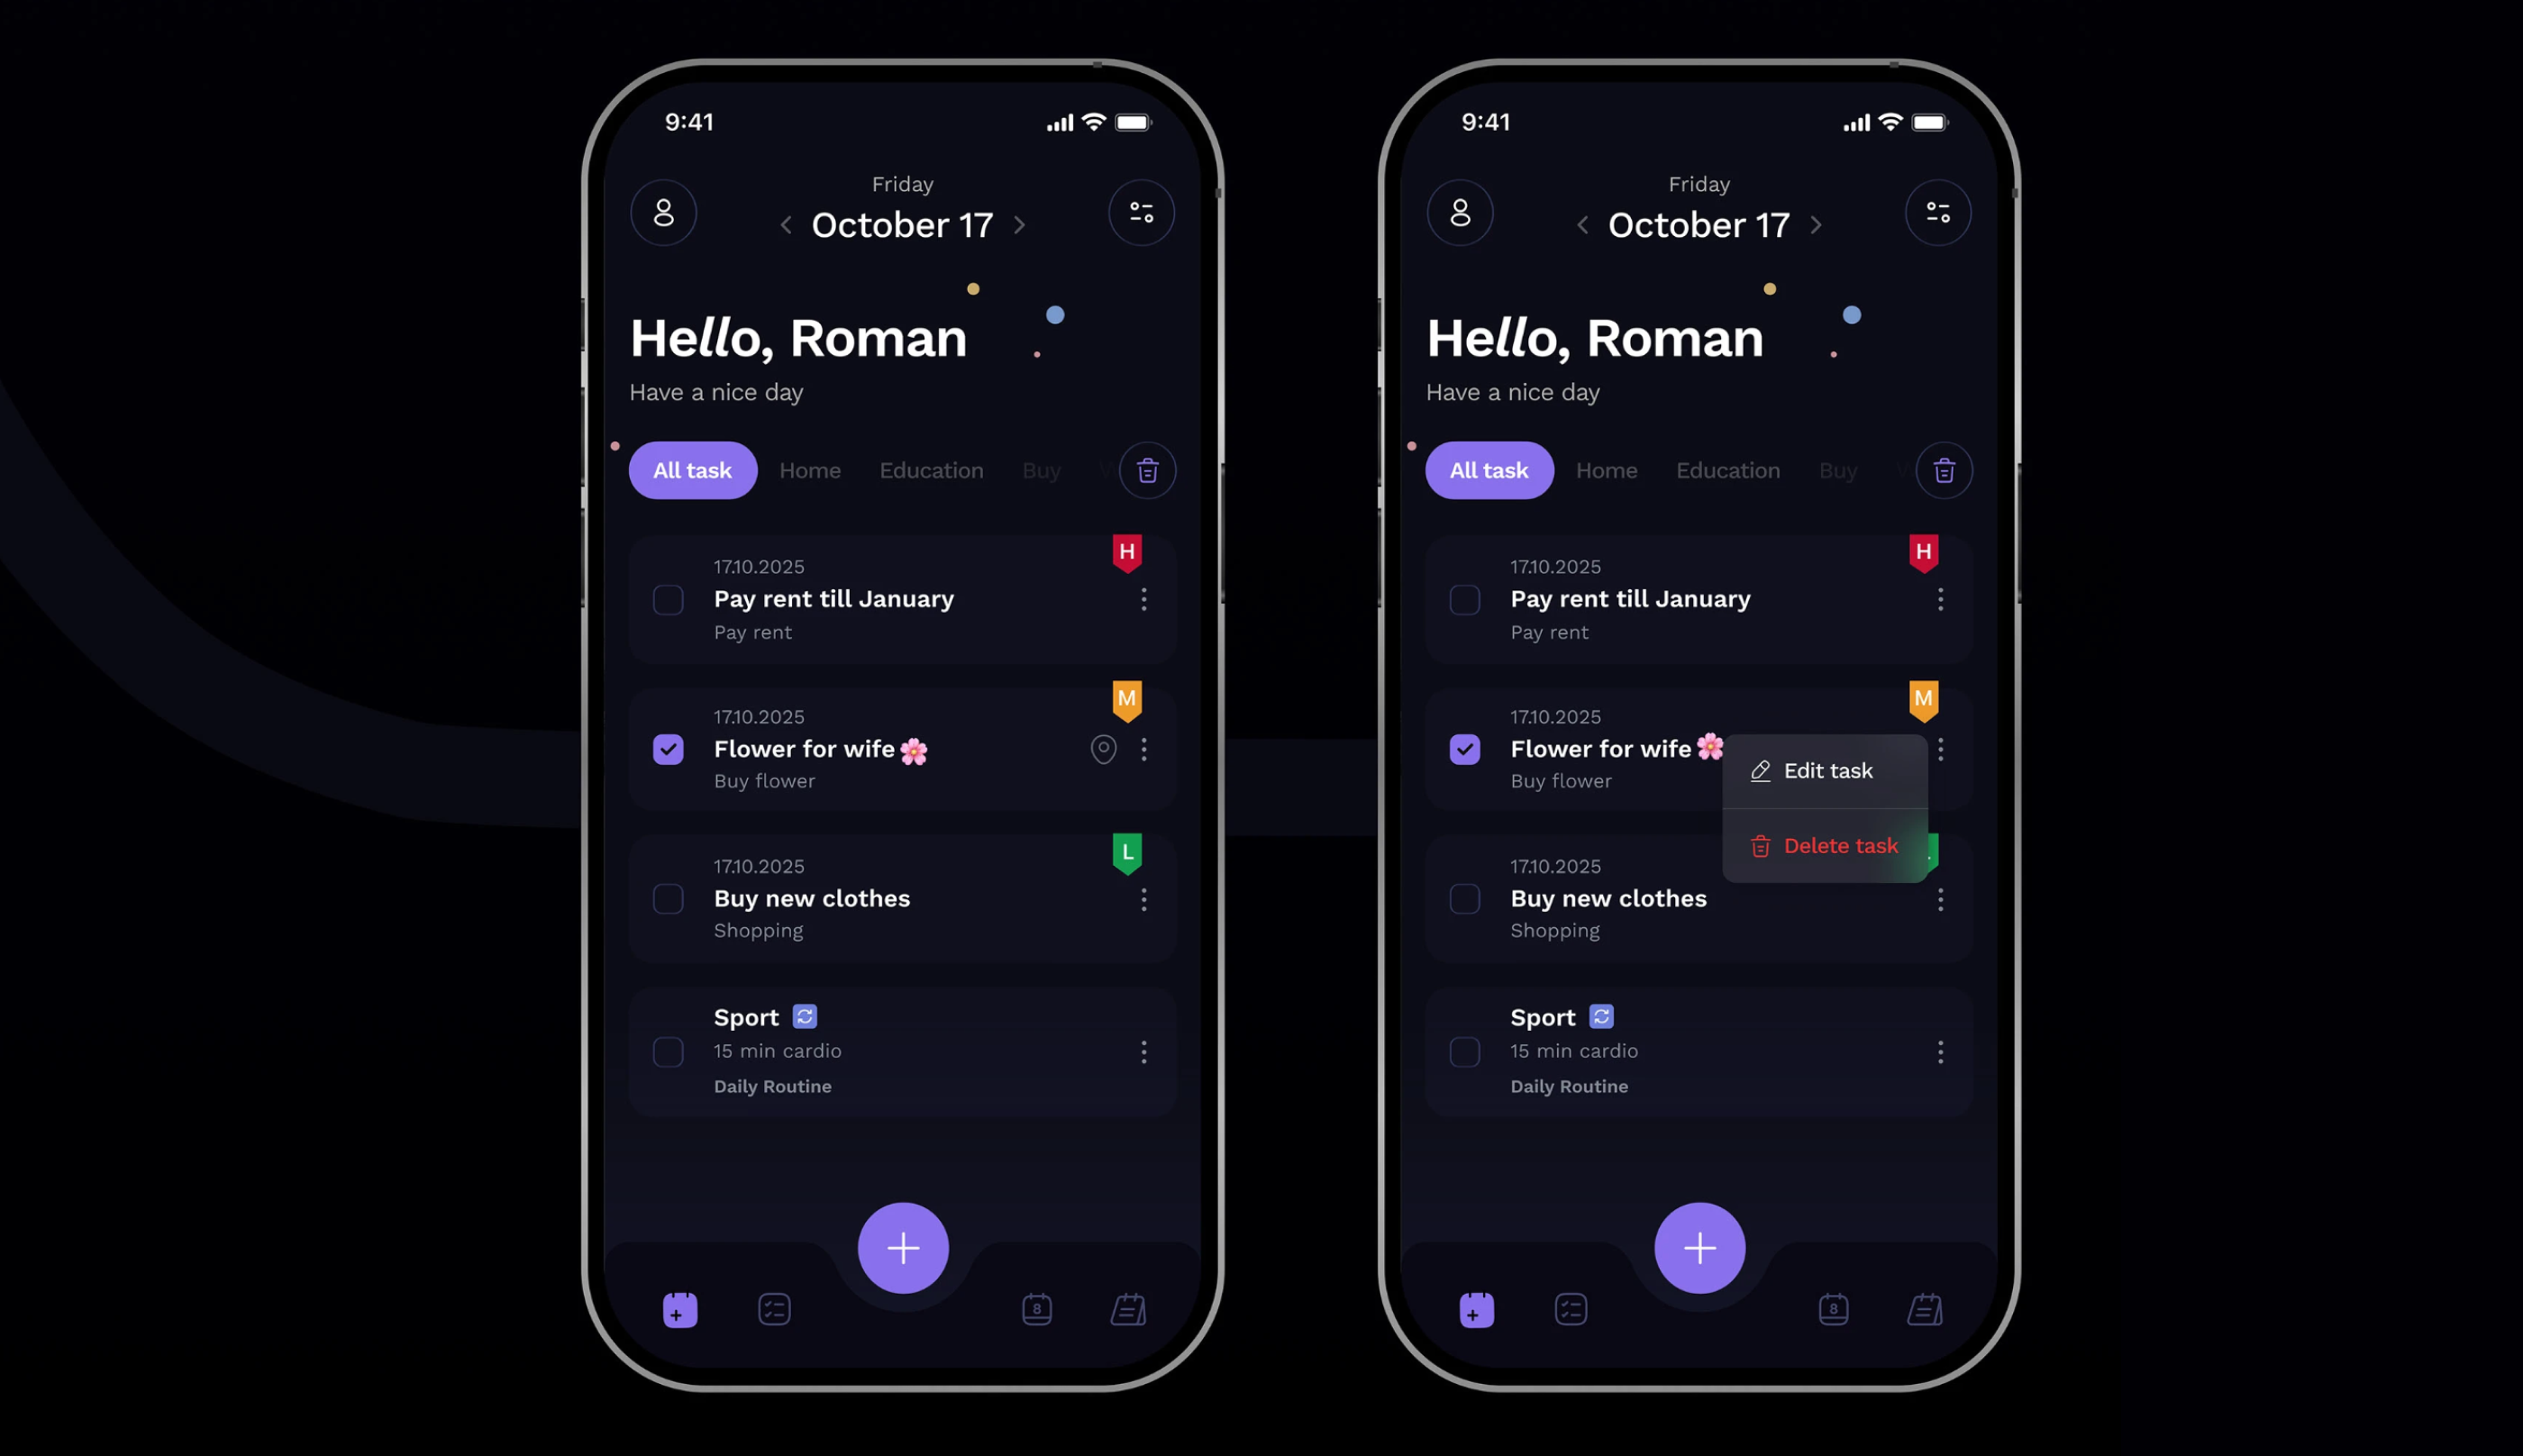 9:41
Friday
October 17
Hello, Roman
Have a nice day
All task Home Education Buy
H
17.10.2025
Pay rent till January
Pay rent
M
17.10.2025
Flower for wife🌸
Buy flower
L
17.10.2025
Buy new clothes
Shopping
Sport
15 min cardio
Daily Routine
8
9:41
Friday
October 17
Hello, Roman
Have a nice day
All task Home Education Buy
H
17.10.2025
Pay rent till January
Pay rent
M
17.10.2025
Flower for wife🌸
Buy flower
Edit task
Delete task
17.10.2025
Buy new clothes
Shopping
Sport
15 min cardio
Daily Routine
8